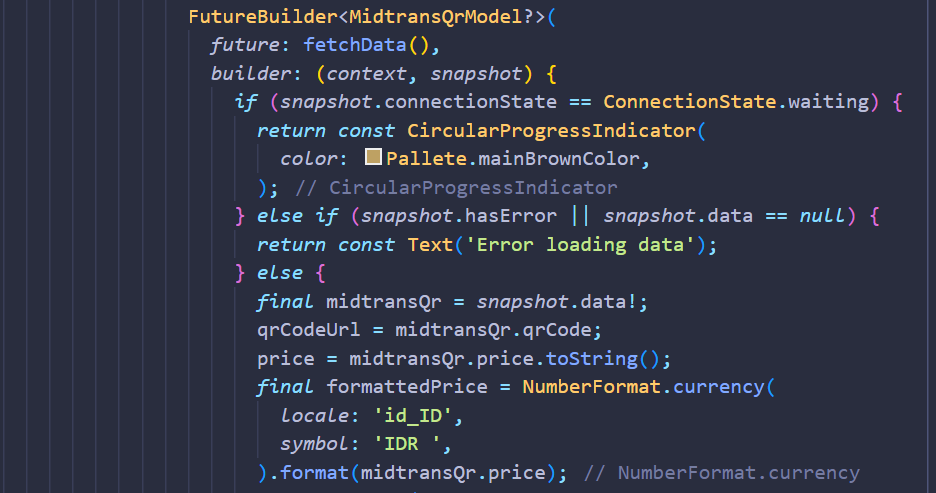 FutureBuilder<MidtransQrModel?>(
future: fetchData(),
builder: (context, snapshot) {
if (snapshot.connectionState == ConnectionState.waiting) {
return const CircularProgressIndicator(
color: Pallete.mainBrownColor,
); // CircularProgressIndicator
} else if (snapshot.hasError || snapshot.data == null) {
return const Text('Error loading data');
} else {
final midtransQr = snapshot.data!;
qrCodeUrl = midtransQr.qrCode;
price = midtransQr.price.toString();
final formattedPrice = NumberFormat.currency(
locale: 'id_ID',
symbol: 'IDR ',
).format(midtransQr.price); // NumberFormat.currency